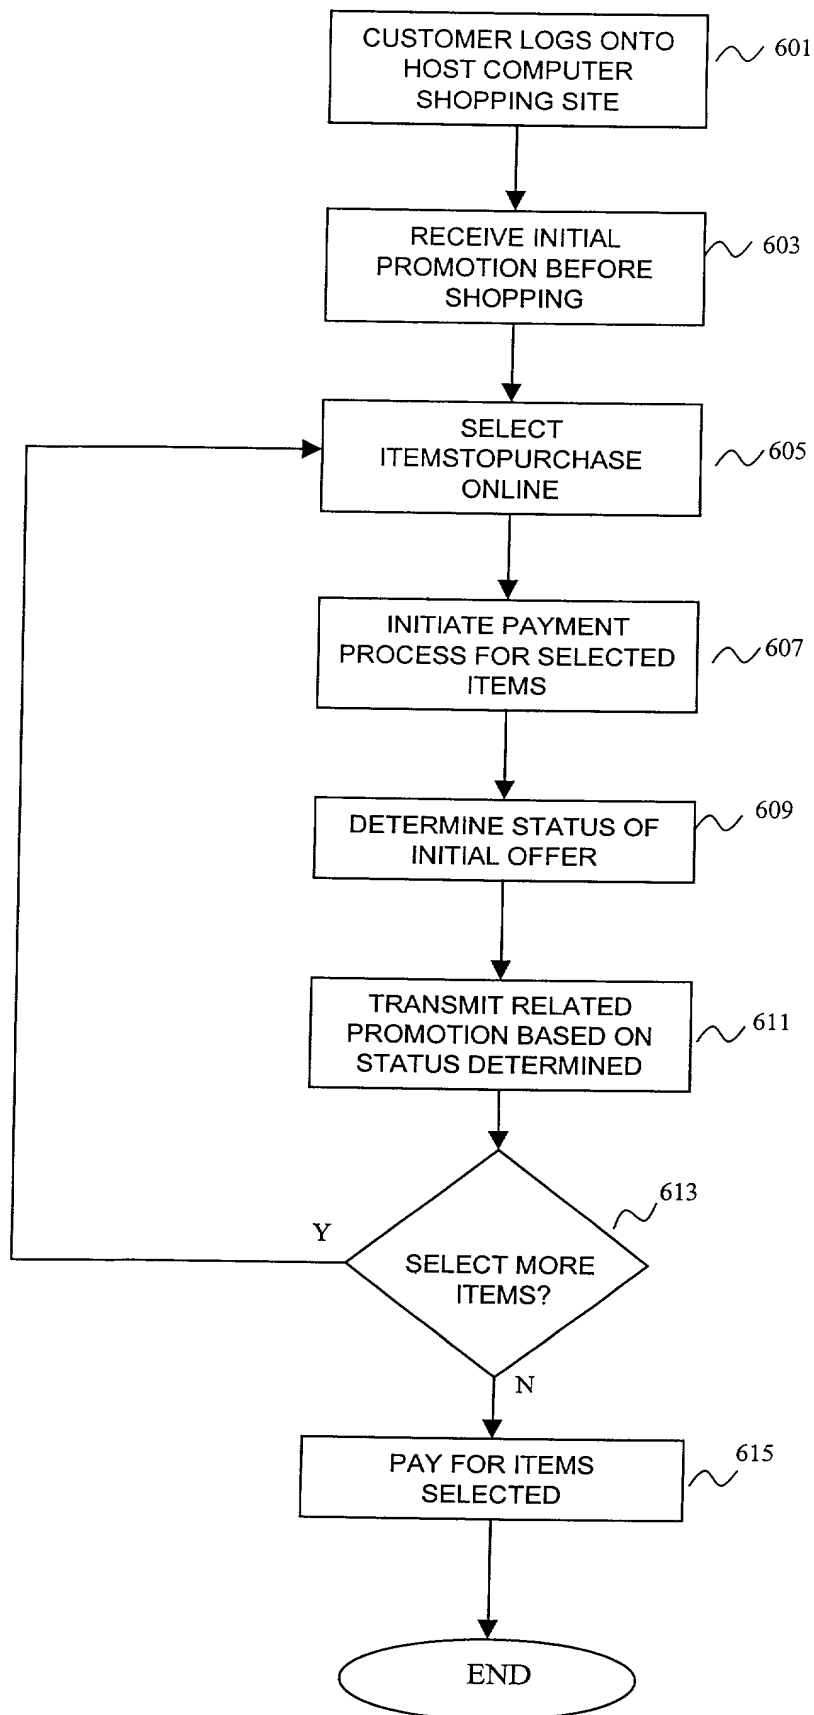 CUSTOMER LOGS ONTO
HOST COMPUTER
SHOPPING SITE
601
RECEIVE INITIAL
PROMOTION BEFORE
SHOPPING
603
SELECT
ITEMSTOPURCHASE
ONLINE
605
INITIATE PAYMENT
PROCESS FOR SELECTED
ITEMS
607
DETERMINE STATUS OF
INITIAL OFFER
609
TRANSMIT RELATED
PROMOTION BASED ON
STATUS DETERMINED
611
613
Y
SELECT MORE
ITEMS?
N
PAY FOR ITEMS
SELECTED
615
END